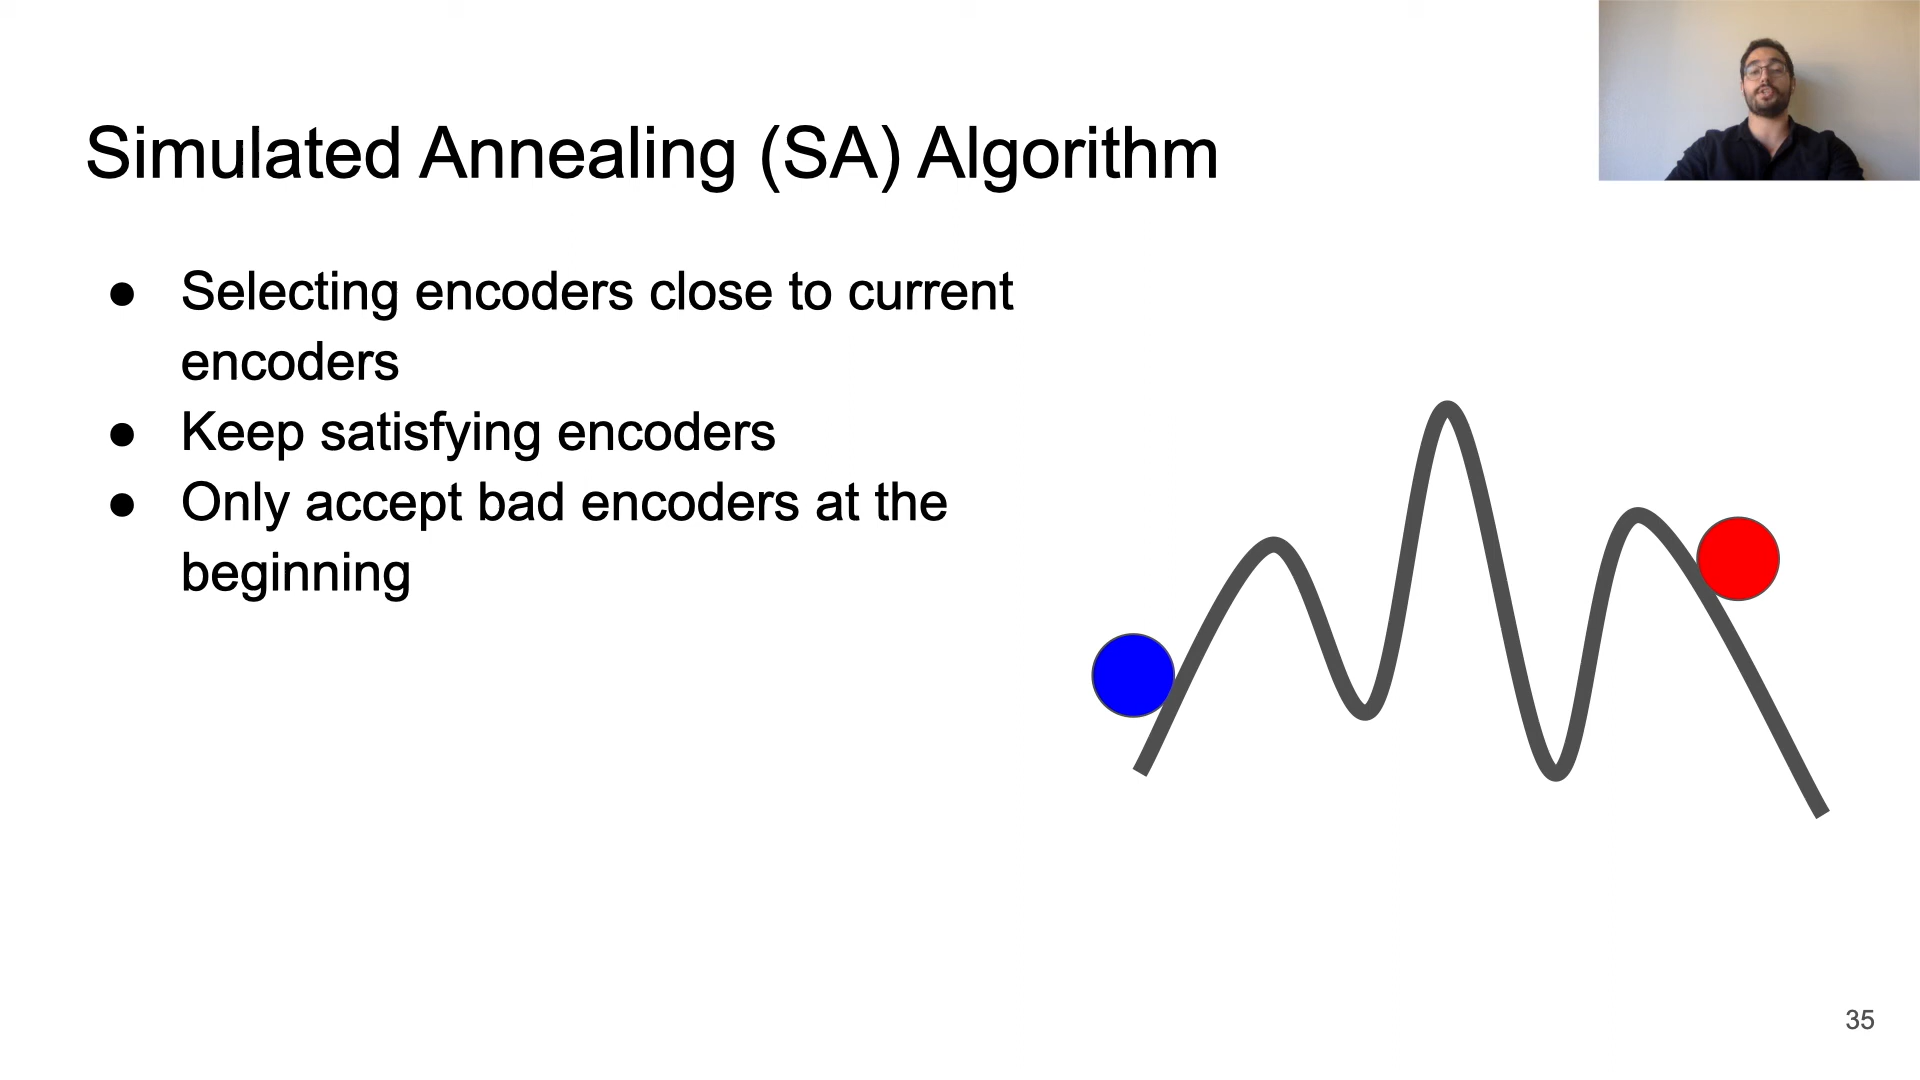 Simulated Annealing (SA) Algorithm
● Selecting encoders close to current
encoders
● Keep satisfying encoders
● Only accept bad encoders at the
beginning
35